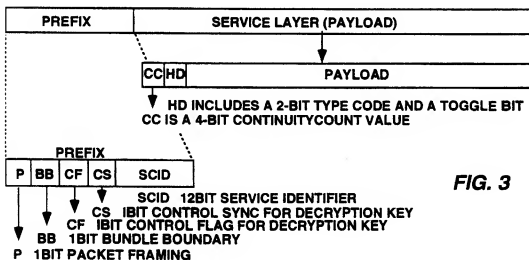 PREFIX SERVICE LAYER (PAYLOAD)
CC HD PAYLOAD
HD INCLUDES A 2-BIT TYPE CODE AND A TOGGLE BIT
CC IS A 4-BIT CONTINUITYCOUNT VALUE
PREFIX
P BB CF CS SCID
SCID 12BIT SERVICE IDENTIFIER
FIG. 3
CS IBIT CONTROL SYNC FOR DECRYPTION KEY
CF IBIT CONTROL FLAG FOR DECRYPTION KEY
BB 1BIT BUNDLE BOUNDARY
P 1BIT PACKET FRAMING